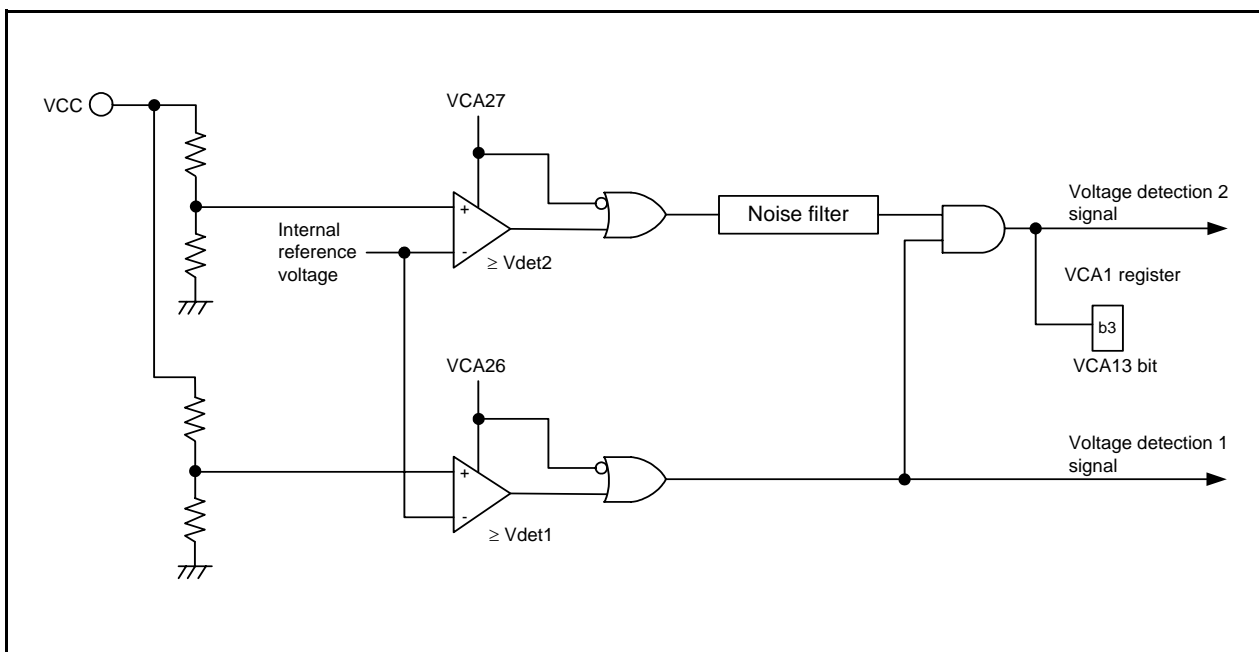 VCC
VCA27
+
-
Internal
reference
voltage
≥ Vdet2
Noise filter
Voltage detection 2
signal
VCA1 register
b3
VCA13 bit
VCA26
+
-
≥ Vdet1
Voltage detection 1
signal